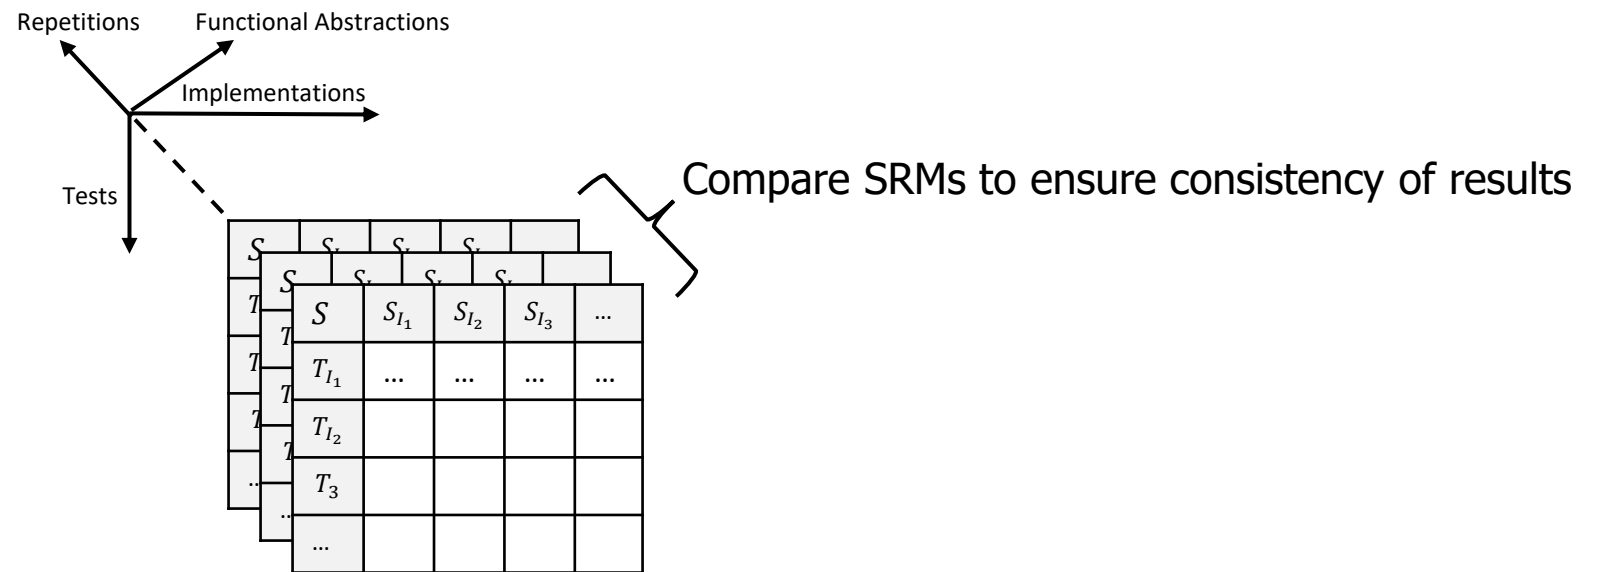 Repetitions Functional Abstractions
Implementations
Tests
Compare SRMs to ensure consistency of results
S
S
S S_{I_1} S_{I_2} S_{I_3} ...
T_{I_1} ... ... ... ...
T_{I_2}
T_3
...